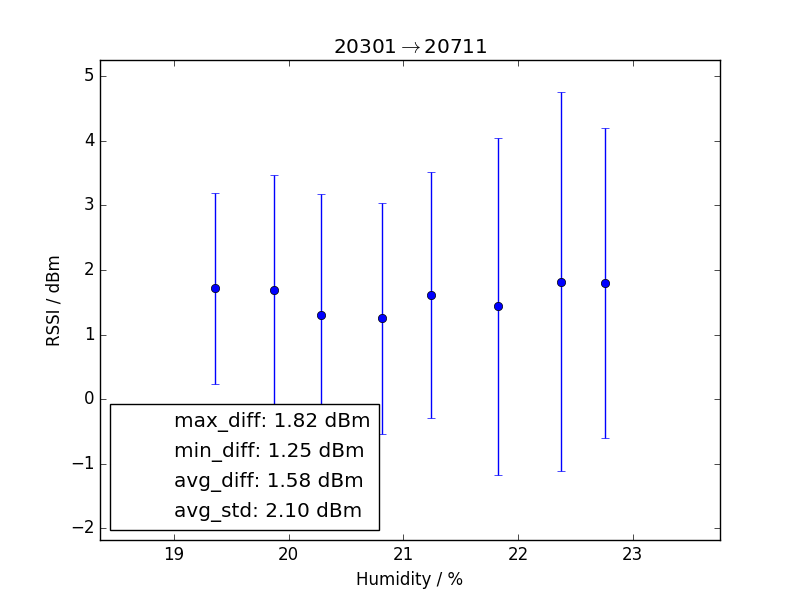 20301→20711
5
4
3
2
1
0
−1
−2
RSSI / dBm
max_diff: 1.82 dBm
min_diff: 1.25 dBm
avg_diff: 1.58 dBm
avg_std: 2.10 dBm
19 20 21 22 23
Humidity / %